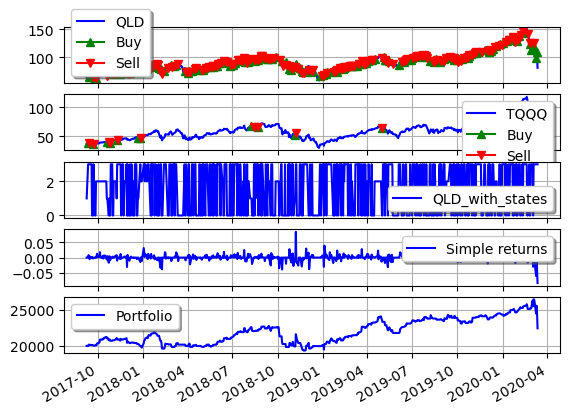 150
100
QLD
Buy
Sell
100
50
TQQQ
Buy
Sell
2
0
QLD_with_states
0.05
0.00
−0.05
Simple returns
25000
20000
Portfolio
2017-10 2018-01 2018-04 2018-07 2018-10 2019-01 2019-04 2019-07 2019-10 2020-01 2020-04